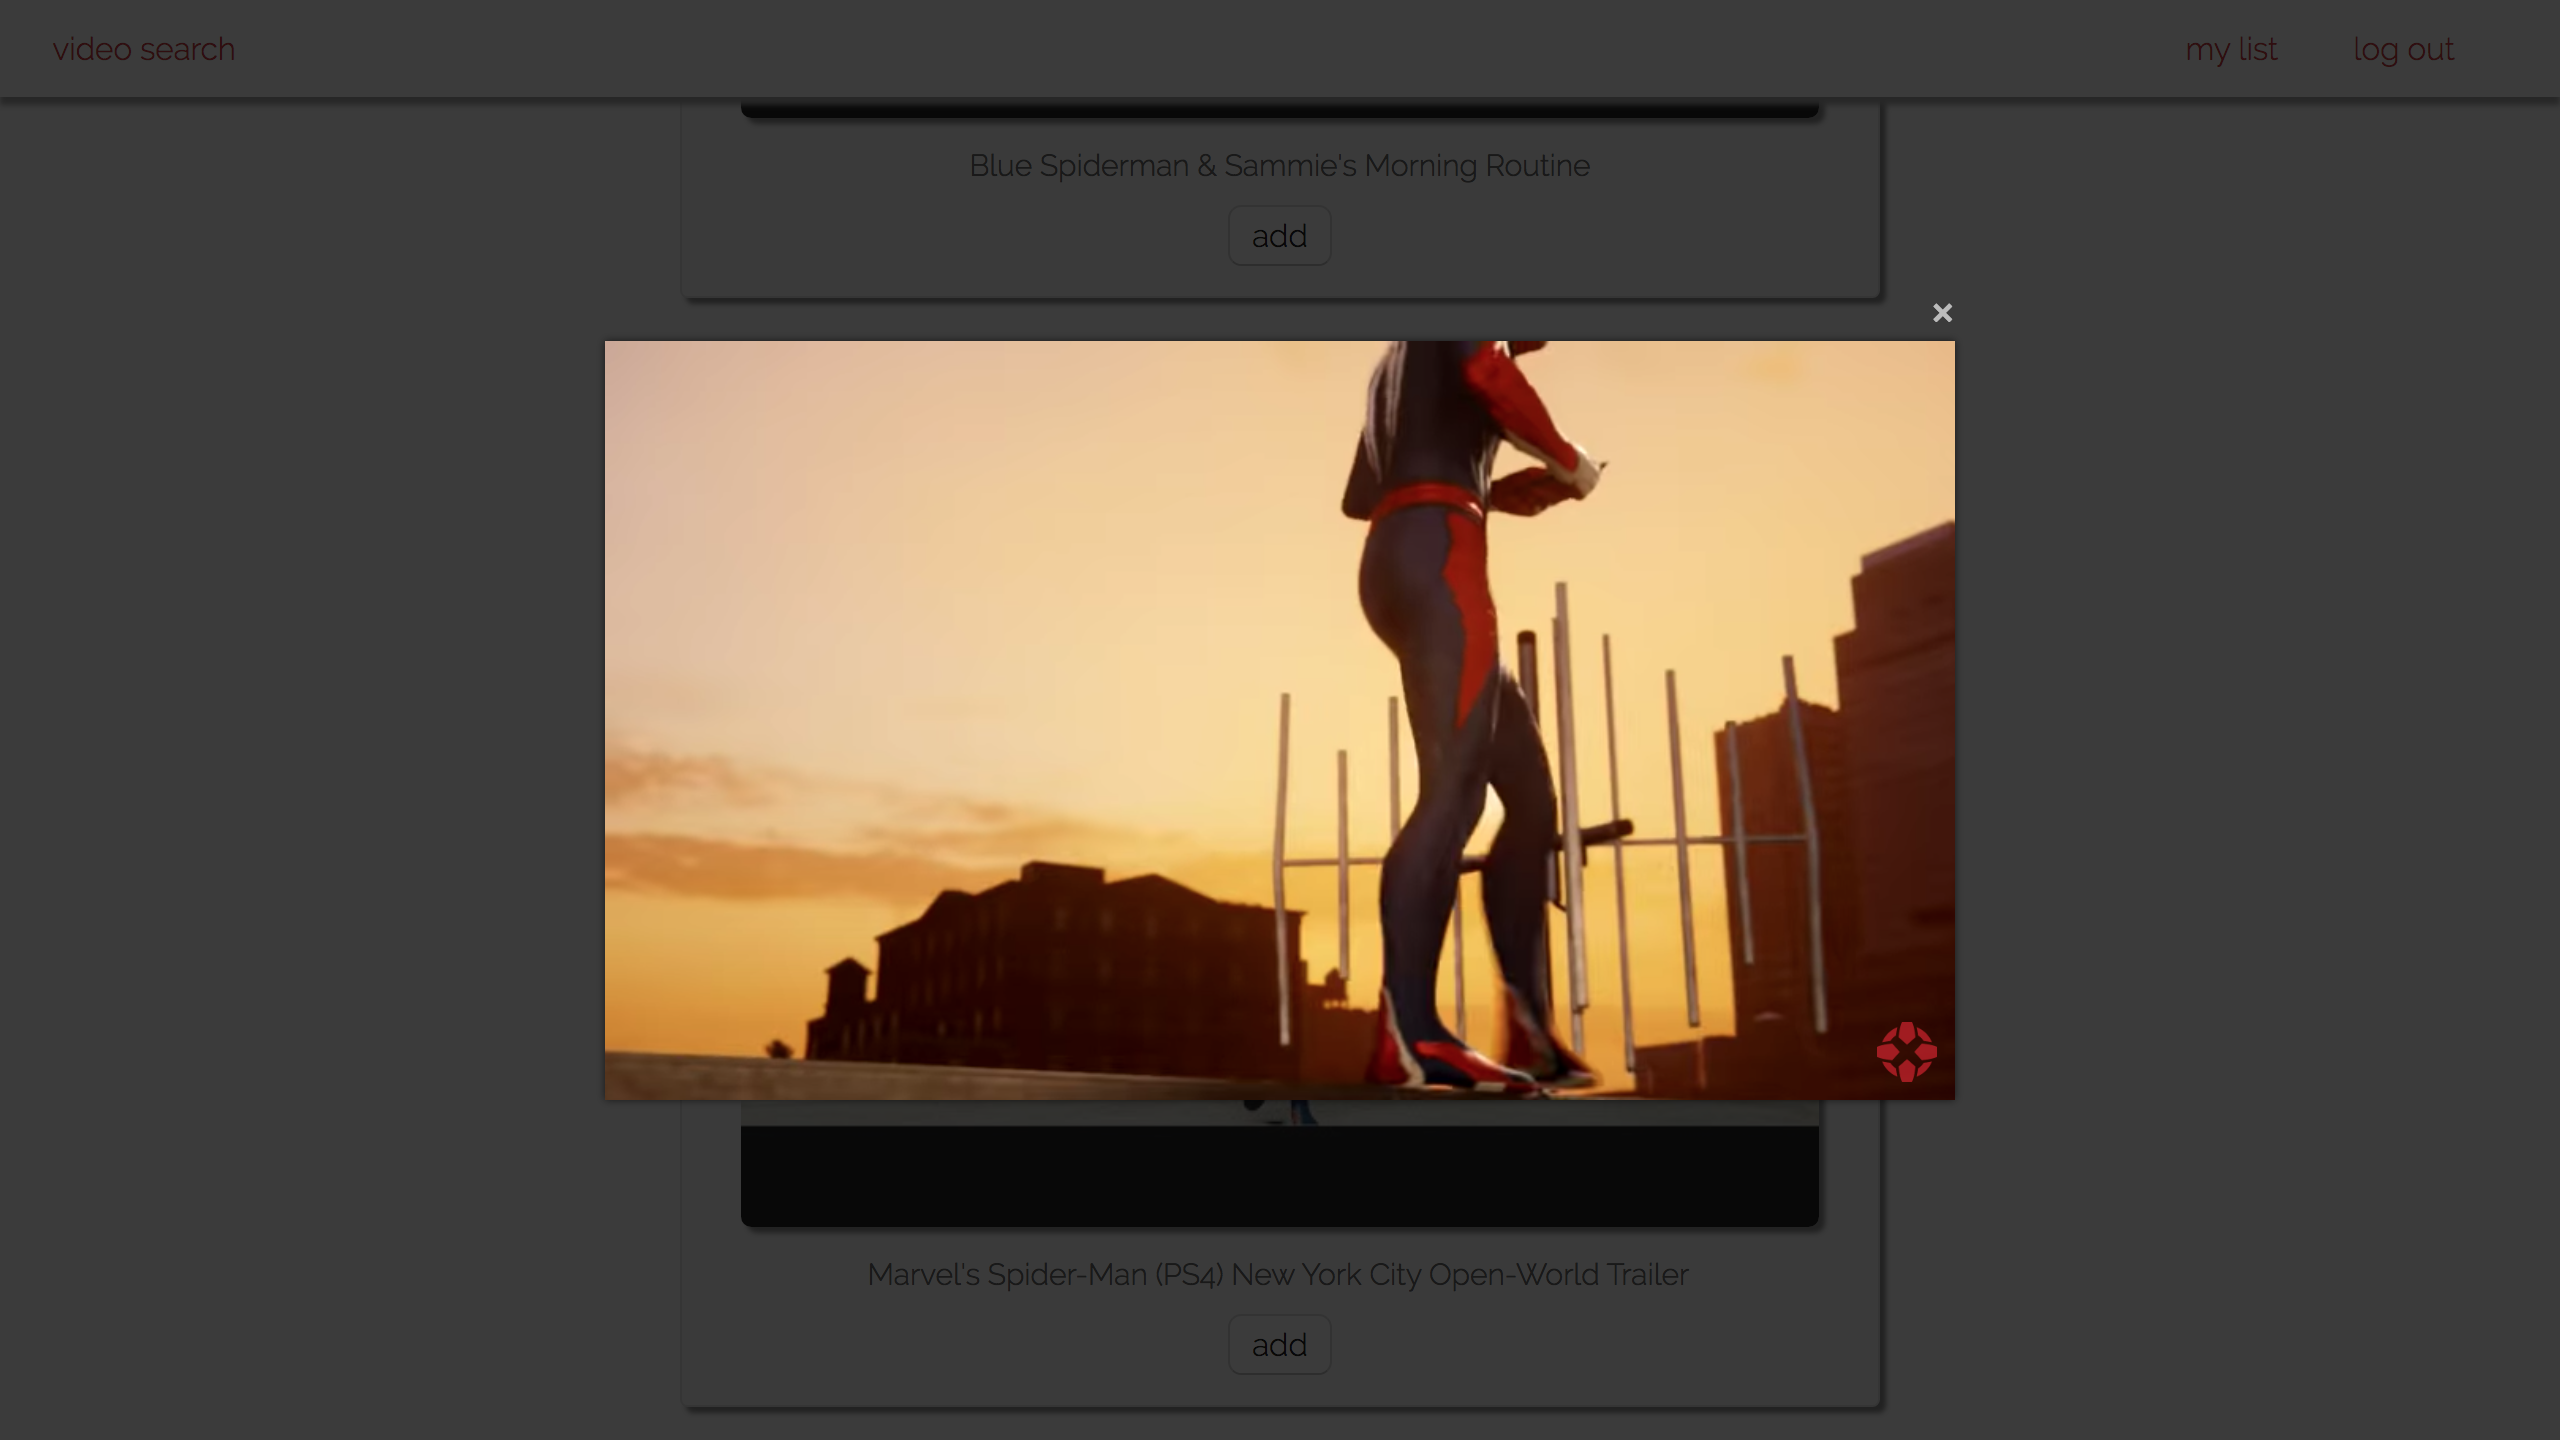 video search
my list
log out
Blue Spiderman & Sammie's Morning Routine
add
×
Marvel's Spider-Man (PS4) New York City Open-World Trailer
add